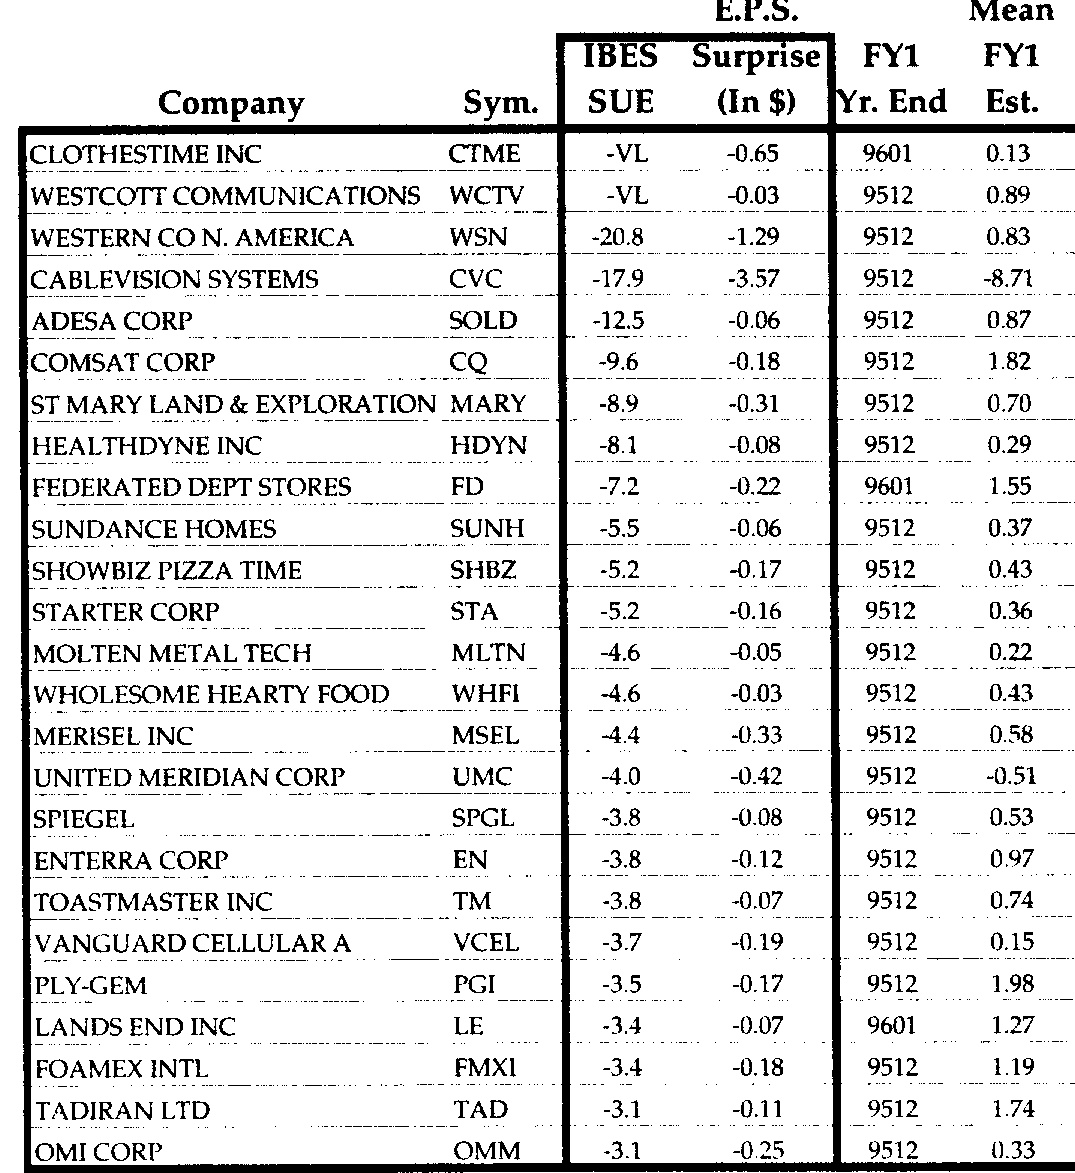 E.P.S. Mean
IBES Surprise FY1 FY1
Company Sym. SUE (In $) Yr. End Est.
CLOTHESTIME INC CTME -VL -0.65 9601 0.13
WESTCOTT COMMUNICATIONS WCTV -VL -0.03 9512 0.89
WESTERN CO N. AMERICA WSN -20.8 -1.29 9512 0.83
CABLEVISION SYSTEMS CVC -17.9 -3.57 9512 -8.71
ADESA CORP SOLD -12.5 -0.06 9512 0.87
COMSAT CORP CQ -9.6 -0.18 9512 1.82
ST MARY LAND & EXPLORATION MARY -8.9 -0.31 9512 0.70
HEALTHDYNE INC HDYN -8.1 -0.08 9512 0.29
FEDERATED DEPT STORES FD -7.2 -0.22 9601 1.55
SUNDANCE HOMES SUNH -5.5 -0.06 9512 0.37
SHOWBIZ PIZZA TIME SHBZ -5.2 -0.17 9512 0.43
STARTER CORP STA -5.2 -0.16 9512 0.36
MOLTEN METAL TECH MLTN -4.6 -0.05 9512 0.22
WHOLESOME HEARTY FOOD WHFI -4.6 -0.03 9512 0.43
MERISEL INC MSEL -4.4 -0.33 9512 0.58
UNITED MERIDIAN CORP UMC -4.0 -0.42 9512 -0.51
SPIEGEL SPGL -3.8 -0.08 9512 0.53
ENTERRA CORP EN -3.8 -0.12 9512 0.97
TOASTMASTER INC TM -3.8 -0.07 9512 0.74
VANGUARD CELLULAR A VCEL -3.7 -0.19 9512 0.15
PLY-GEM PGI -3.5 -0.17 9512 1.98
LANDS END INC LE -3.4 -0.07 9601 1.27
FOAMEX INTL FMXI -3.4 -0.18 9512 1.19
TADIRAN LTD TAD -3.1 -0.11 9512 1.74
OMI CORP OMM -3.1 -0.25 9512 0.33